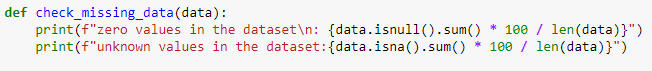 def check_missing_data(data):
    print(f"zero values in the dataset\n: {data.isnull().sum() * 100 / len(data)}")
    print(f"unknown values in the dataset:{data.isna().sum() * 100 / len(data)}")